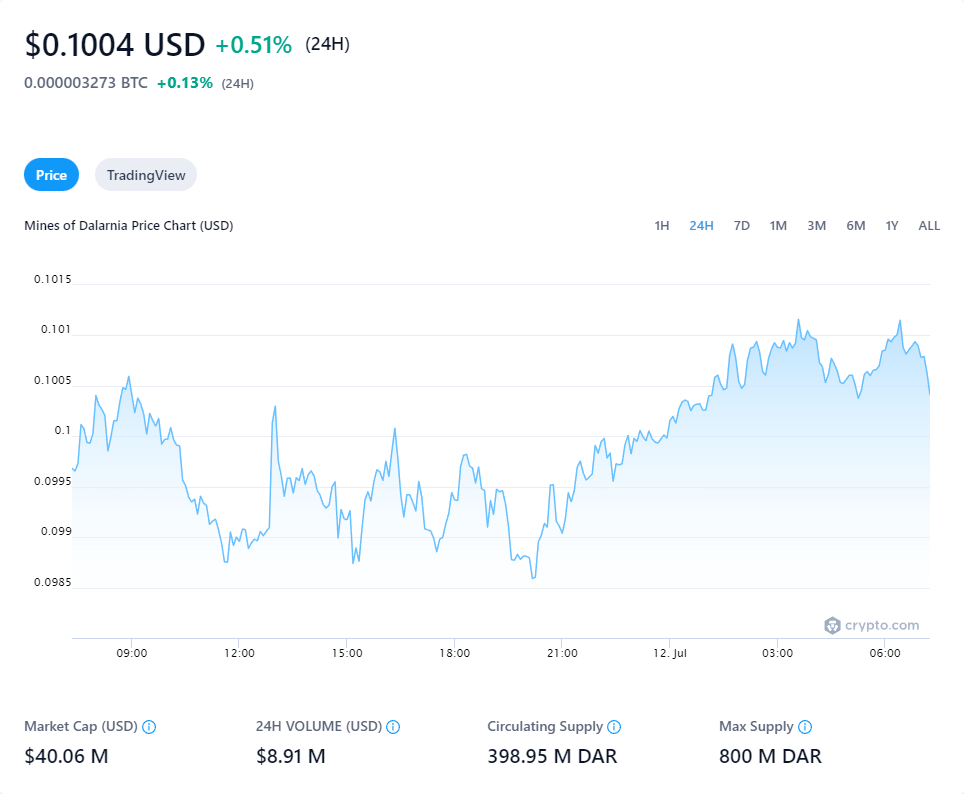 $0.1004 USD +0.51% (24H)
0.000003273 BTC +0.13% (24H)
Price TradingView
Mines of Dalarnia Price Chart (USD) 1H 24H 7D 1M 3M 6M 1Y ALL
0.1015
0.101
0.1005
0.1
0.0995
0.099
0.0985
crypto.com
09:00 12:00 15:00 18:00 21:00 12. Jul 03:00 06:00
Market Cap (USD) 24H VOLUME (USD) Circulating Supply Max Supply
$40.06 M $8.91 M 398.95 M DAR 800 M DAR